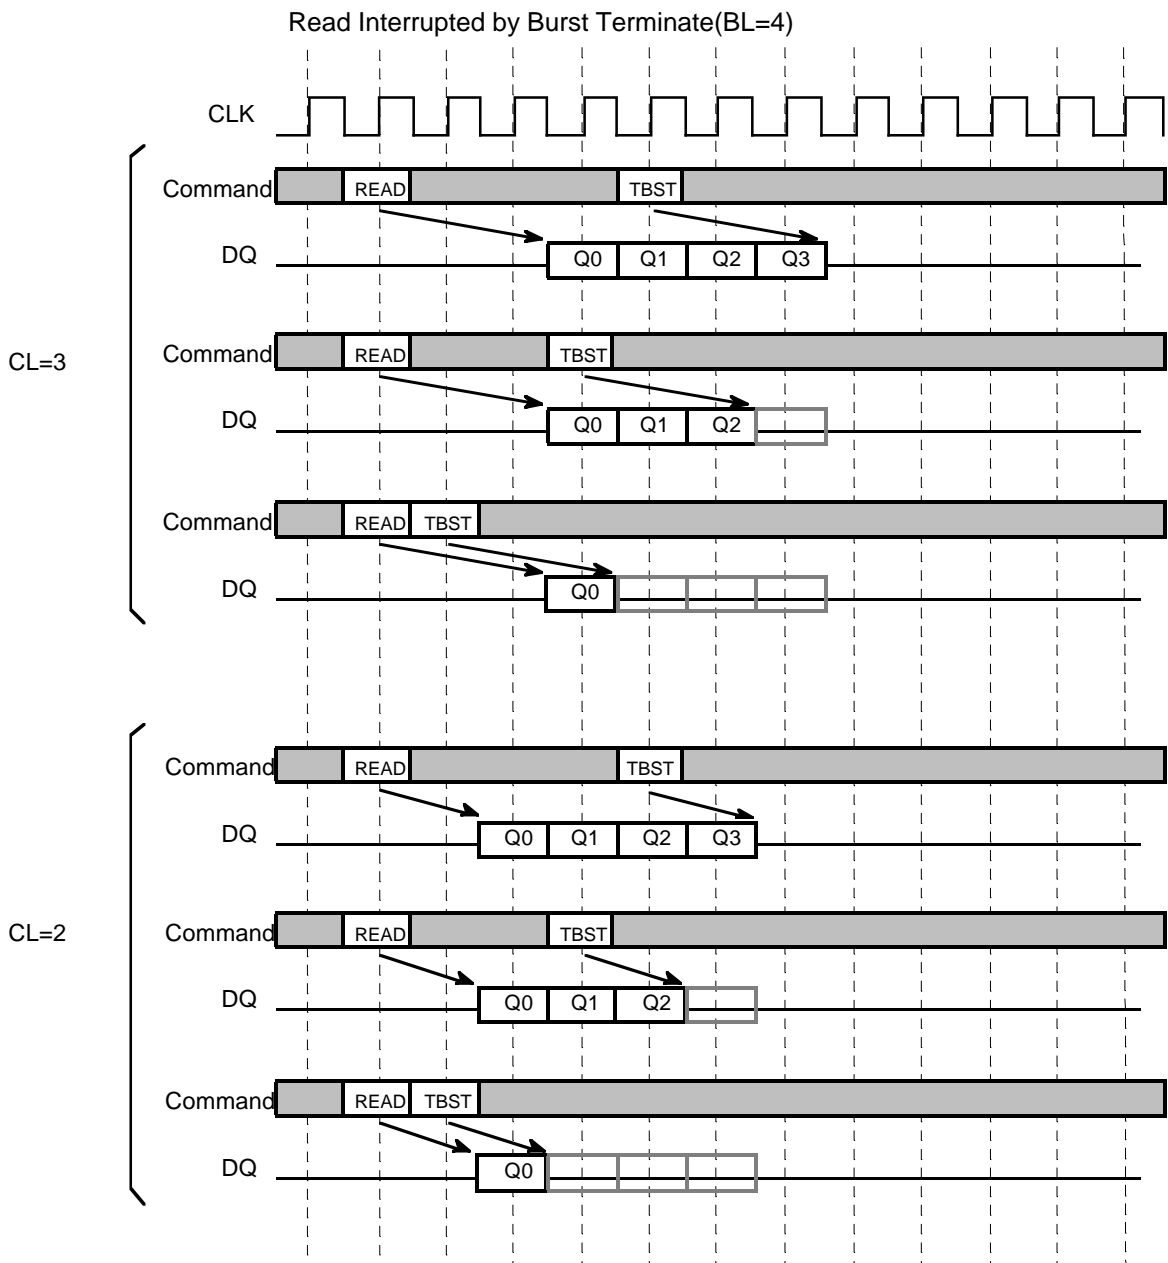 Read Interrupted by Burst Terminate(BL=4)
CLK
Command READ TBST
DQ Q0 Q1 Q2 Q3
CL=3
Command READ TBST
DQ Q0 Q1 Q2
Command READ TBST
DQ Q0
Command READ TBST
DQ Q0 Q1 Q2 Q3
CL=2
Command READ TBST
DQ Q0 Q1 Q2
Command READ TBST
DQ Q0